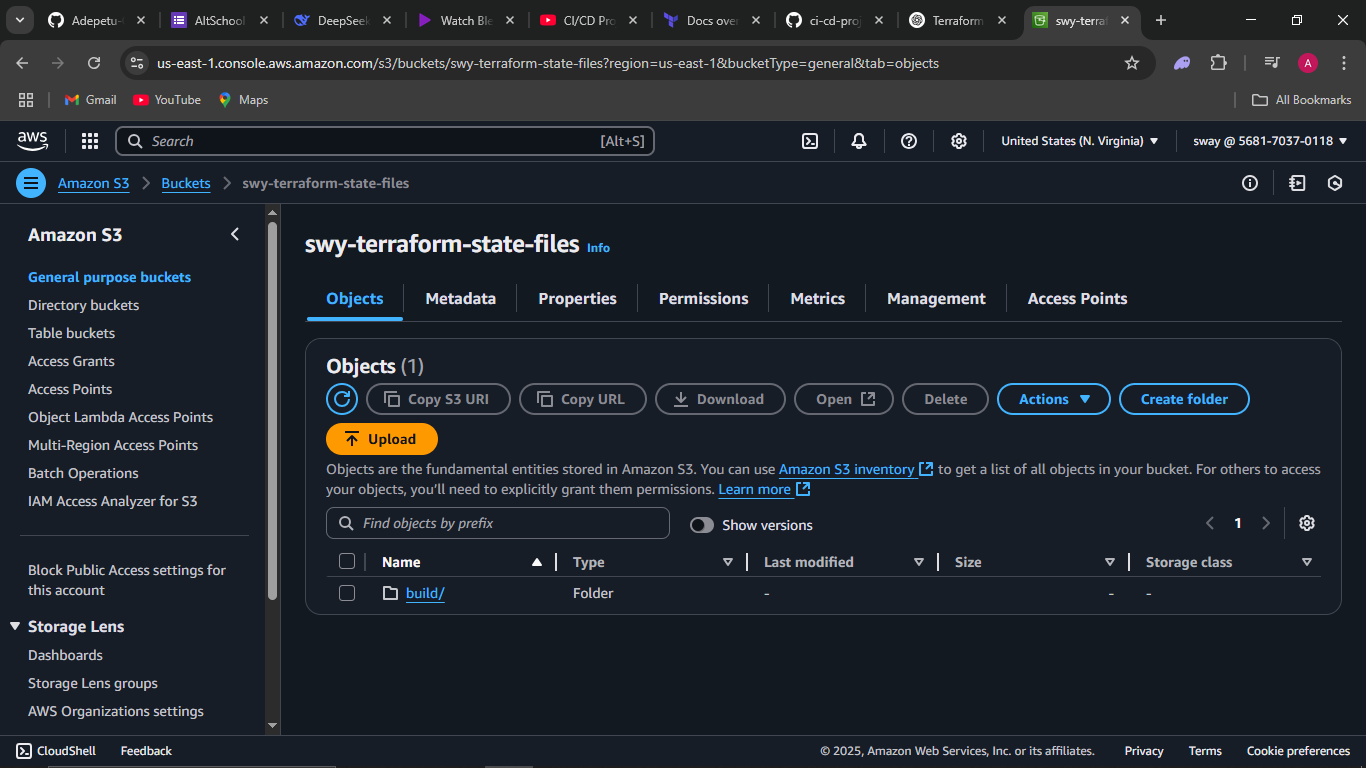 Adepetu-
AltSchool
DeepSeek
Watch Ble
CI/CD Pro
Docs over
ci-cd-proj
Terraform
swy-terraf
us-east-1.console.aws.amazon.com/s3/buckets/swy-terraform-state-files?region=us-east-1&bucketType=general&tab=objects
A
Gmail
YouTube
Maps
All Bookmarks
aws
Search
[Alt+S]
United States (N. Virginia)
sway @ 5681-7037-0118
Amazon S3
Buckets
swy-terraform-state-files
Amazon S3
General purpose buckets
Directory buckets
Table buckets
Access Grants
Access Points
Object Lambda Access Points
Multi-Region Access Points
Batch Operations
IAM Access Analyzer for S3
Block Public Access settings for
this account
Storage Lens
Dashboards
Storage Lens groups
AWS Organizations settings
swy-terraform-state-files Info
Objects
Metadata
Properties
Permissions
Metrics
Management
Access Points
Objects (1)
Copy S3 URI
Copy URL
Download
Open
Delete
Actions
Create folder
Upload
Objects are the fundamental entities stored in Amazon S3. You can use Amazon S3 inventory to get a list of all objects in your bucket. For others to access
your objects, you'll need to explicitly grant them permissions. Learn more
Find objects by prefix
Show versions
1
Name
Type
Last modified
Size
Storage class
build/
Folder
-
-
-
CloudShell
Feedback
© 2025, Amazon Web Services, Inc. or its affiliates.
Privacy
Terms
Cookie preferences